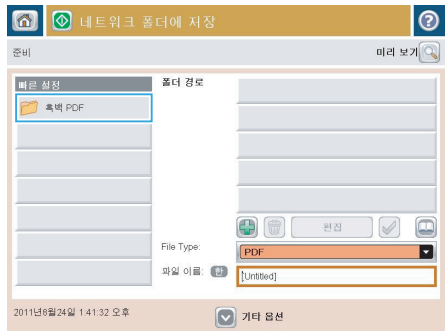 네트워크 폴더에 저장
준비
미리 보기
빠른 설정
폴더 경로
흑백 PDF
편집
File Type:
PDF
파일 이름:
한
[Untitled]
2011년8월24일 1:41:32 오후
기타 옵션